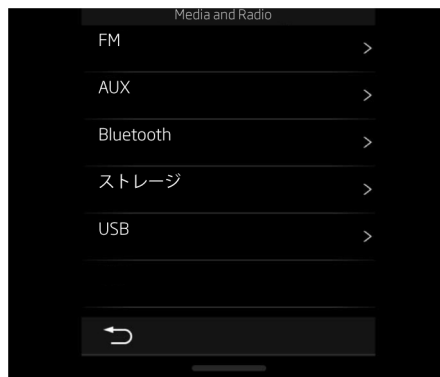 Media and Radio
FM
AUX
Bluetooth
ストレージ
USB